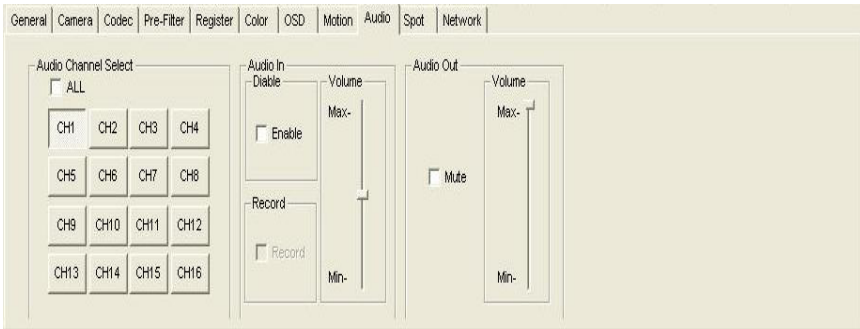 General Camera Codec Pre-Filter Register Color OSD Motion Audio Spot Network
Audio Channel Select
ALL
CH1 CH2 CH3 CH4
CH5 CH6 CH7 CH8
CH9 CH10 CH11 CH12
CH13 CH14 CH15 CH16
Audio In
Diable
Enable
Record
Record
Volume
Max-
Min-
Audio Out
Mute
Volume
Max-
Min-